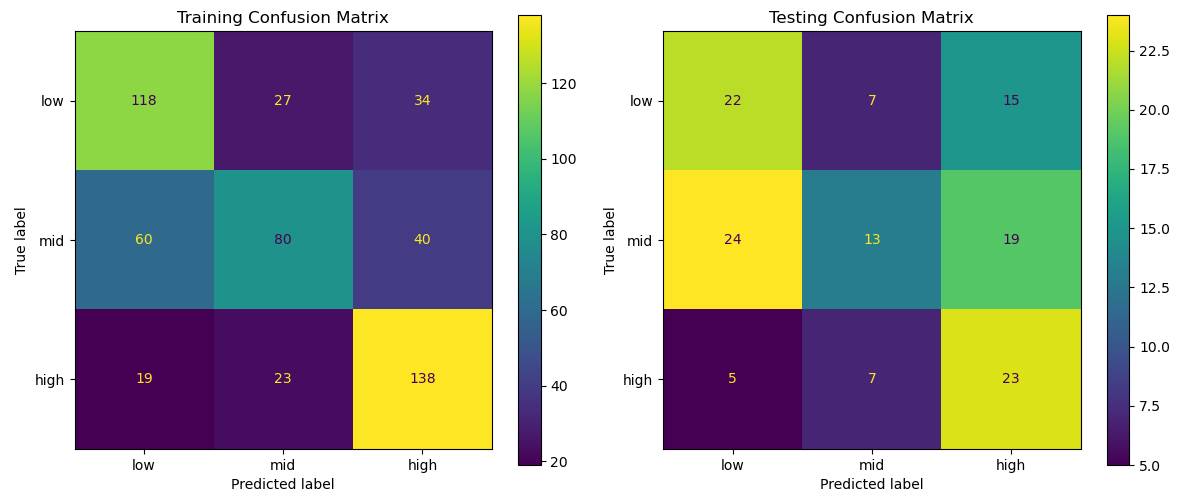 Training Confusion Matrix
True label
low
mid
high
118 27 34
60 80 40
19 23 138
low mid high
Predicted label
120
100
80
60
40
20
Testing Confusion Matrix
True label
low
mid
high
22 7 15
24 13 19
5 7 23
low mid high
Predicted label
22.5
20.0
17.5
15.0
12.5
10.0
7.5
5.0